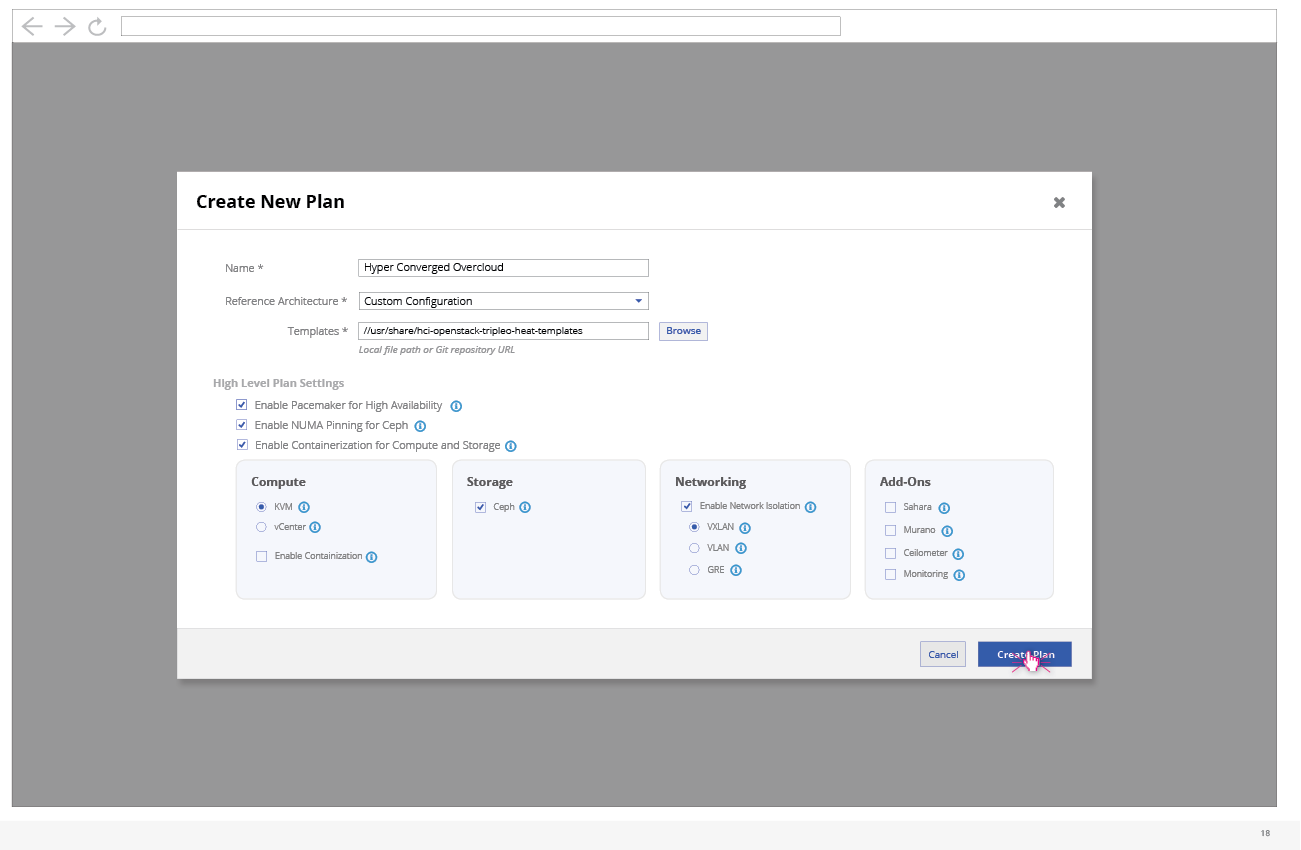 Create New Plan
Name *
Hyper Converged Overcloud
Reference Architecture *
Custom Configuration
Templates *
//usr/share/hci-openstack-tripleo-heat-templates
Browse
Local file path or Git repository URL
High Level Plan Settings
Enable Pacemaker for High Availability
Enable NUMA Pinning for Ceph
Enable Containerization for Compute and Storage
Compute
KVM
vCenter
Enable Containization
Storage
Ceph
Networking
Enable Network Isolation
VXLAN
VLAN
GRE
Add-Ons
Sahara
Murano
Ceilometer
Monitoring
Cancel
Create Plan
18